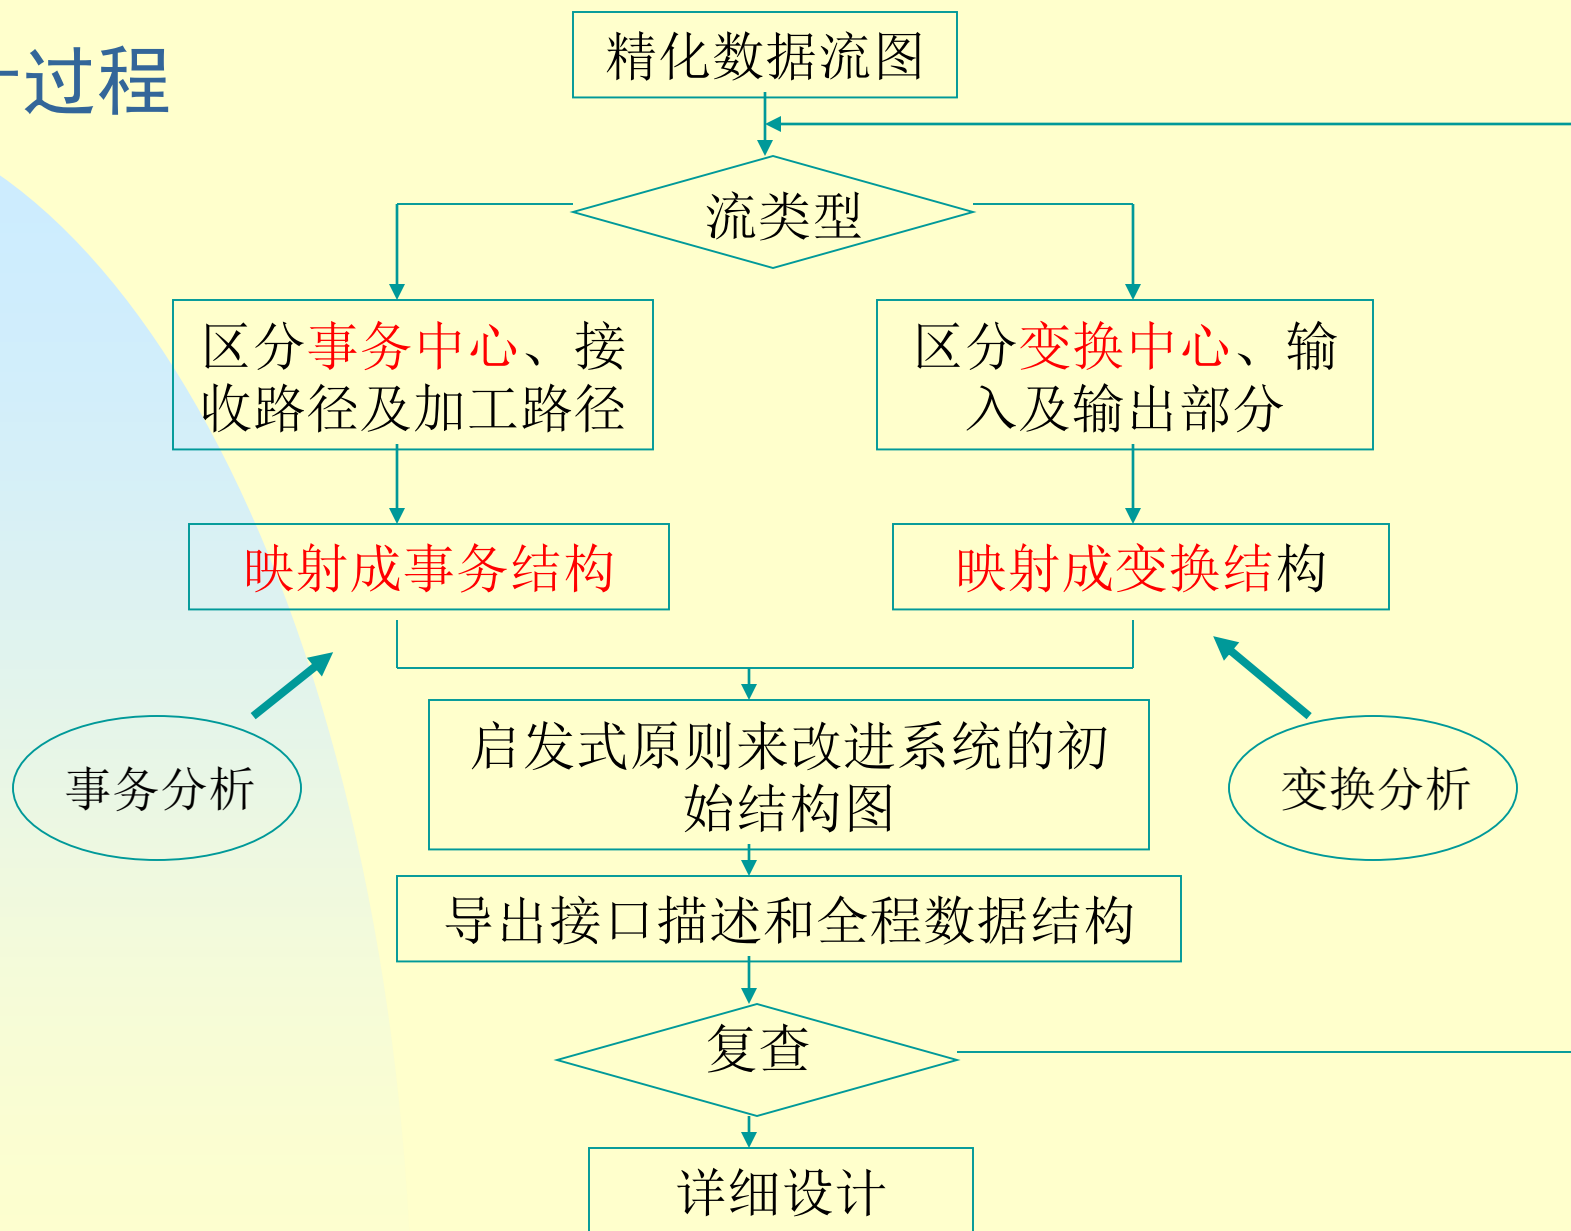 过程
精化数据流图
流类型
区分事务中心、接
收路径及加工路径
区分变换中心、输
入及输出部分
映射成事务结构
映射成变换结构
事务分析
启发式原则来改进系统的初
始结构图
变换分析
导出接口描述和全程数据结构
复查
详细设计